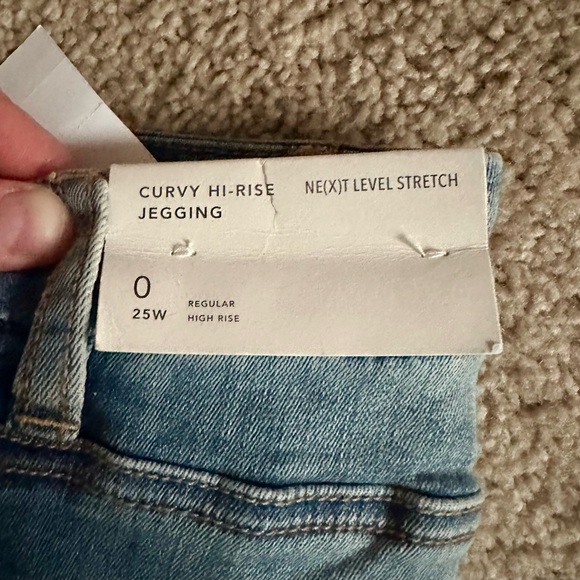 CURVY HI-RISE NE(X)T LEVEL STRETCH
JEGGING
0 REGULAR
25W HIGH RISE